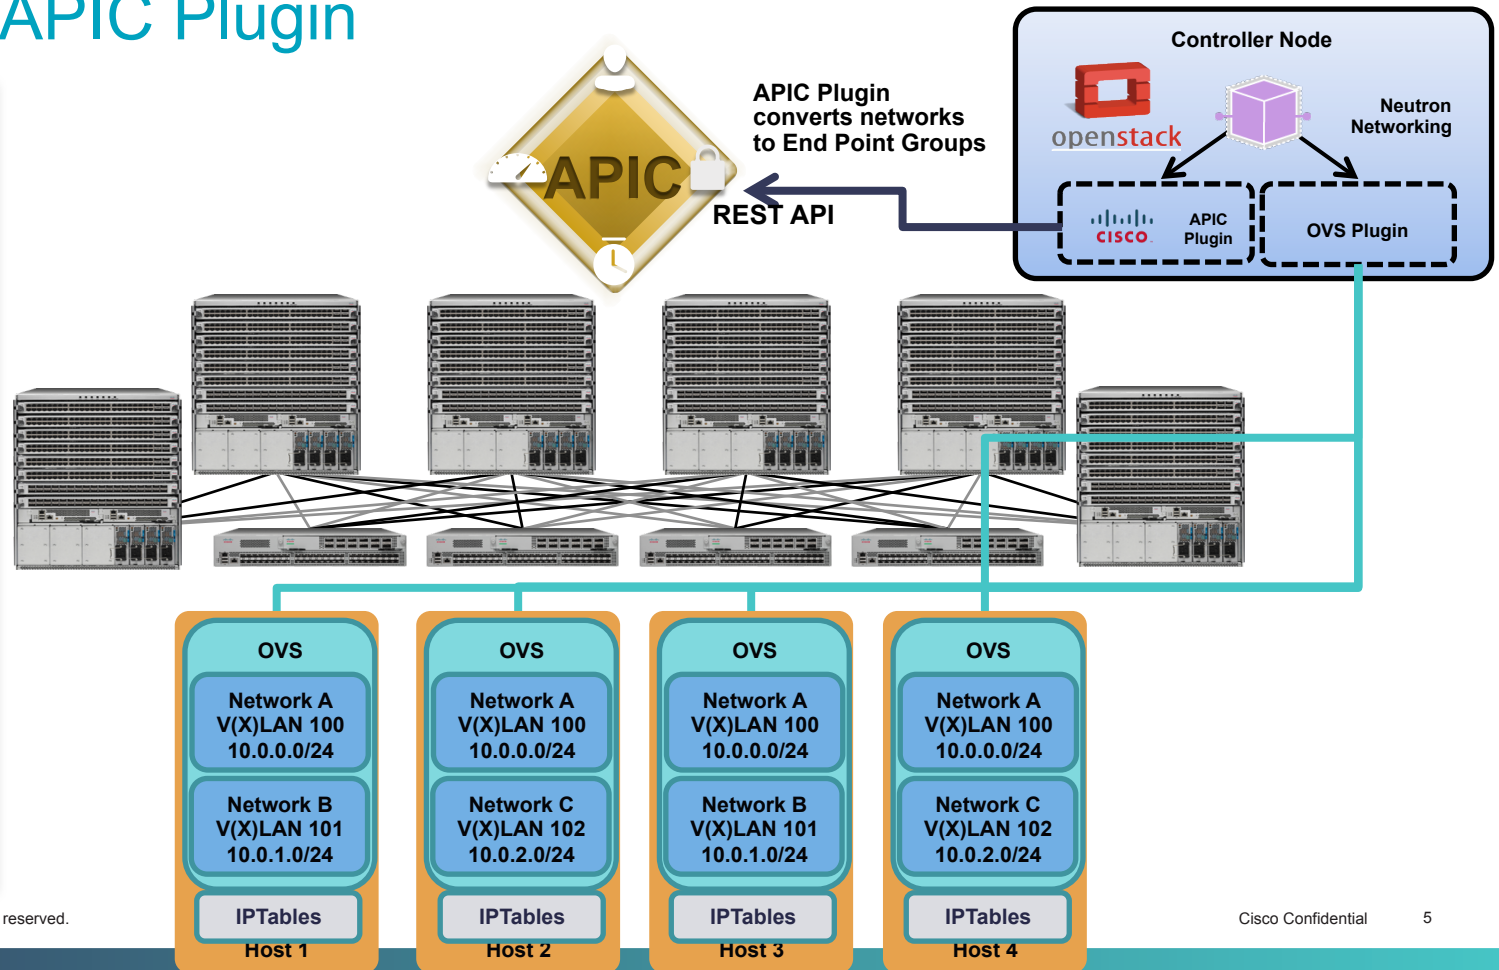 APIC Plugin
Controller Node
openstack
Neutron
Networking
APIC Plugin
converts networks
to End Point Groups
APIC
REST API
CISCO
APIC
Plugin
OVS Plugin
OVS
Network A
V(X)LAN 100
10.0.0.0/24
Network B
V(X)LAN 101
10.0.1.0/24
IPTables
Host 1
OVS
Network A
V(X)LAN 100
10.0.0.0/24
Network C
V(X)LAN 102
10.0.2.0/24
IPTables
Host 2
OVS
Network A
V(X)LAN 100
10.0.0.0/24
Network B
V(X)LAN 101
10.0.1.0/24
IPTables
Host 3
OVS
Network A
V(X)LAN 100
10.0.0.0/24
Network C
V(X)LAN 102
10.0.2.0/24
IPTables
Host 4
reserved.
Cisco Confidential
5